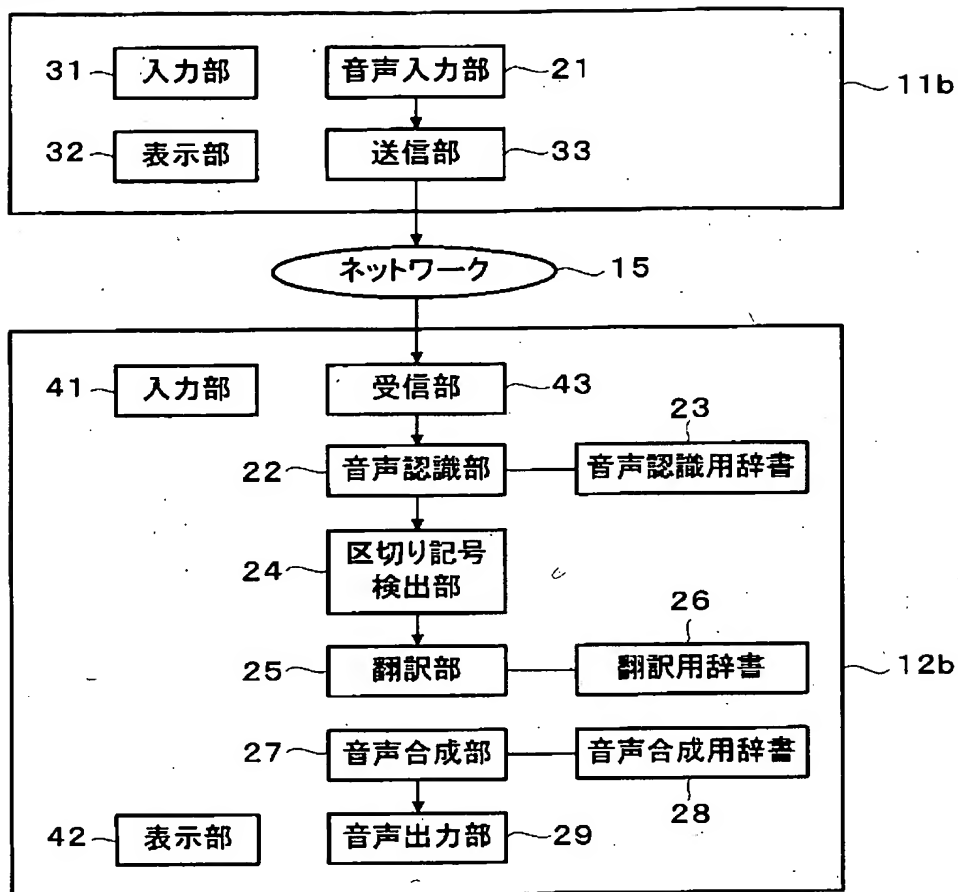 31 入力部 音声入力部 21
11b
32 表示部 送信部 33
ネットワーク 15
41 入力部 受信部 43
23
22 音声認識部 音声認識用辞書
24 区切り記号
検出部
26
25 翻訳部 翻訳用辞書
12b
27 音声合成部 音声合成用辞書
28
42 表示部 音声出力部 29